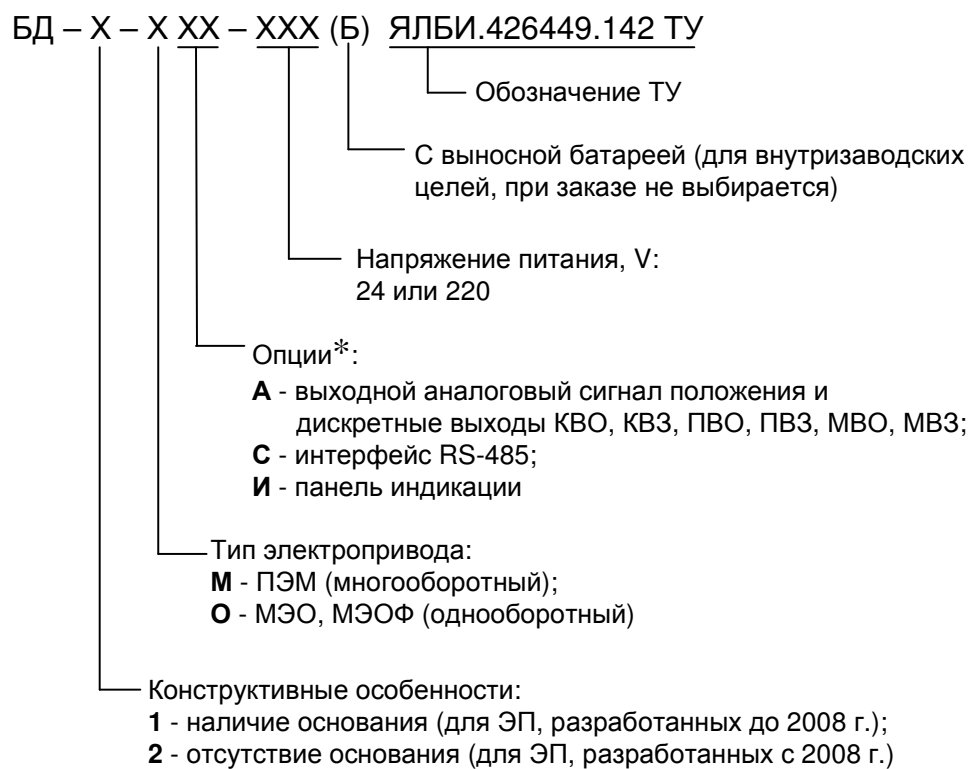 БД – Х – Х ХХ – ХХХ (Б) ЯЛБИ.426449.142 ТУ
Обозначение ТУ
С выносной батареей (для внутризаводских
целей, при заказе не выбирается)
Напряжение питания, V:
24 или 220
Опции*:
А - выходной аналоговый сигнал положения и
дискретные выходы КВО, КВЗ, ПВО, ПВЗ, МВО, МВЗ;
С - интерфейс RS-485;
И - панель индикации
Тип электропривода:
М - ПЭМ (многооборотный);
О - МЭО, МЭОФ (однооборотный)
Конструктивные особенности:
1 - наличие основания (для ЭП, разработанных до 2008 г.);
2 - отсутствие основания (для ЭП, разработанных с 2008 г.)